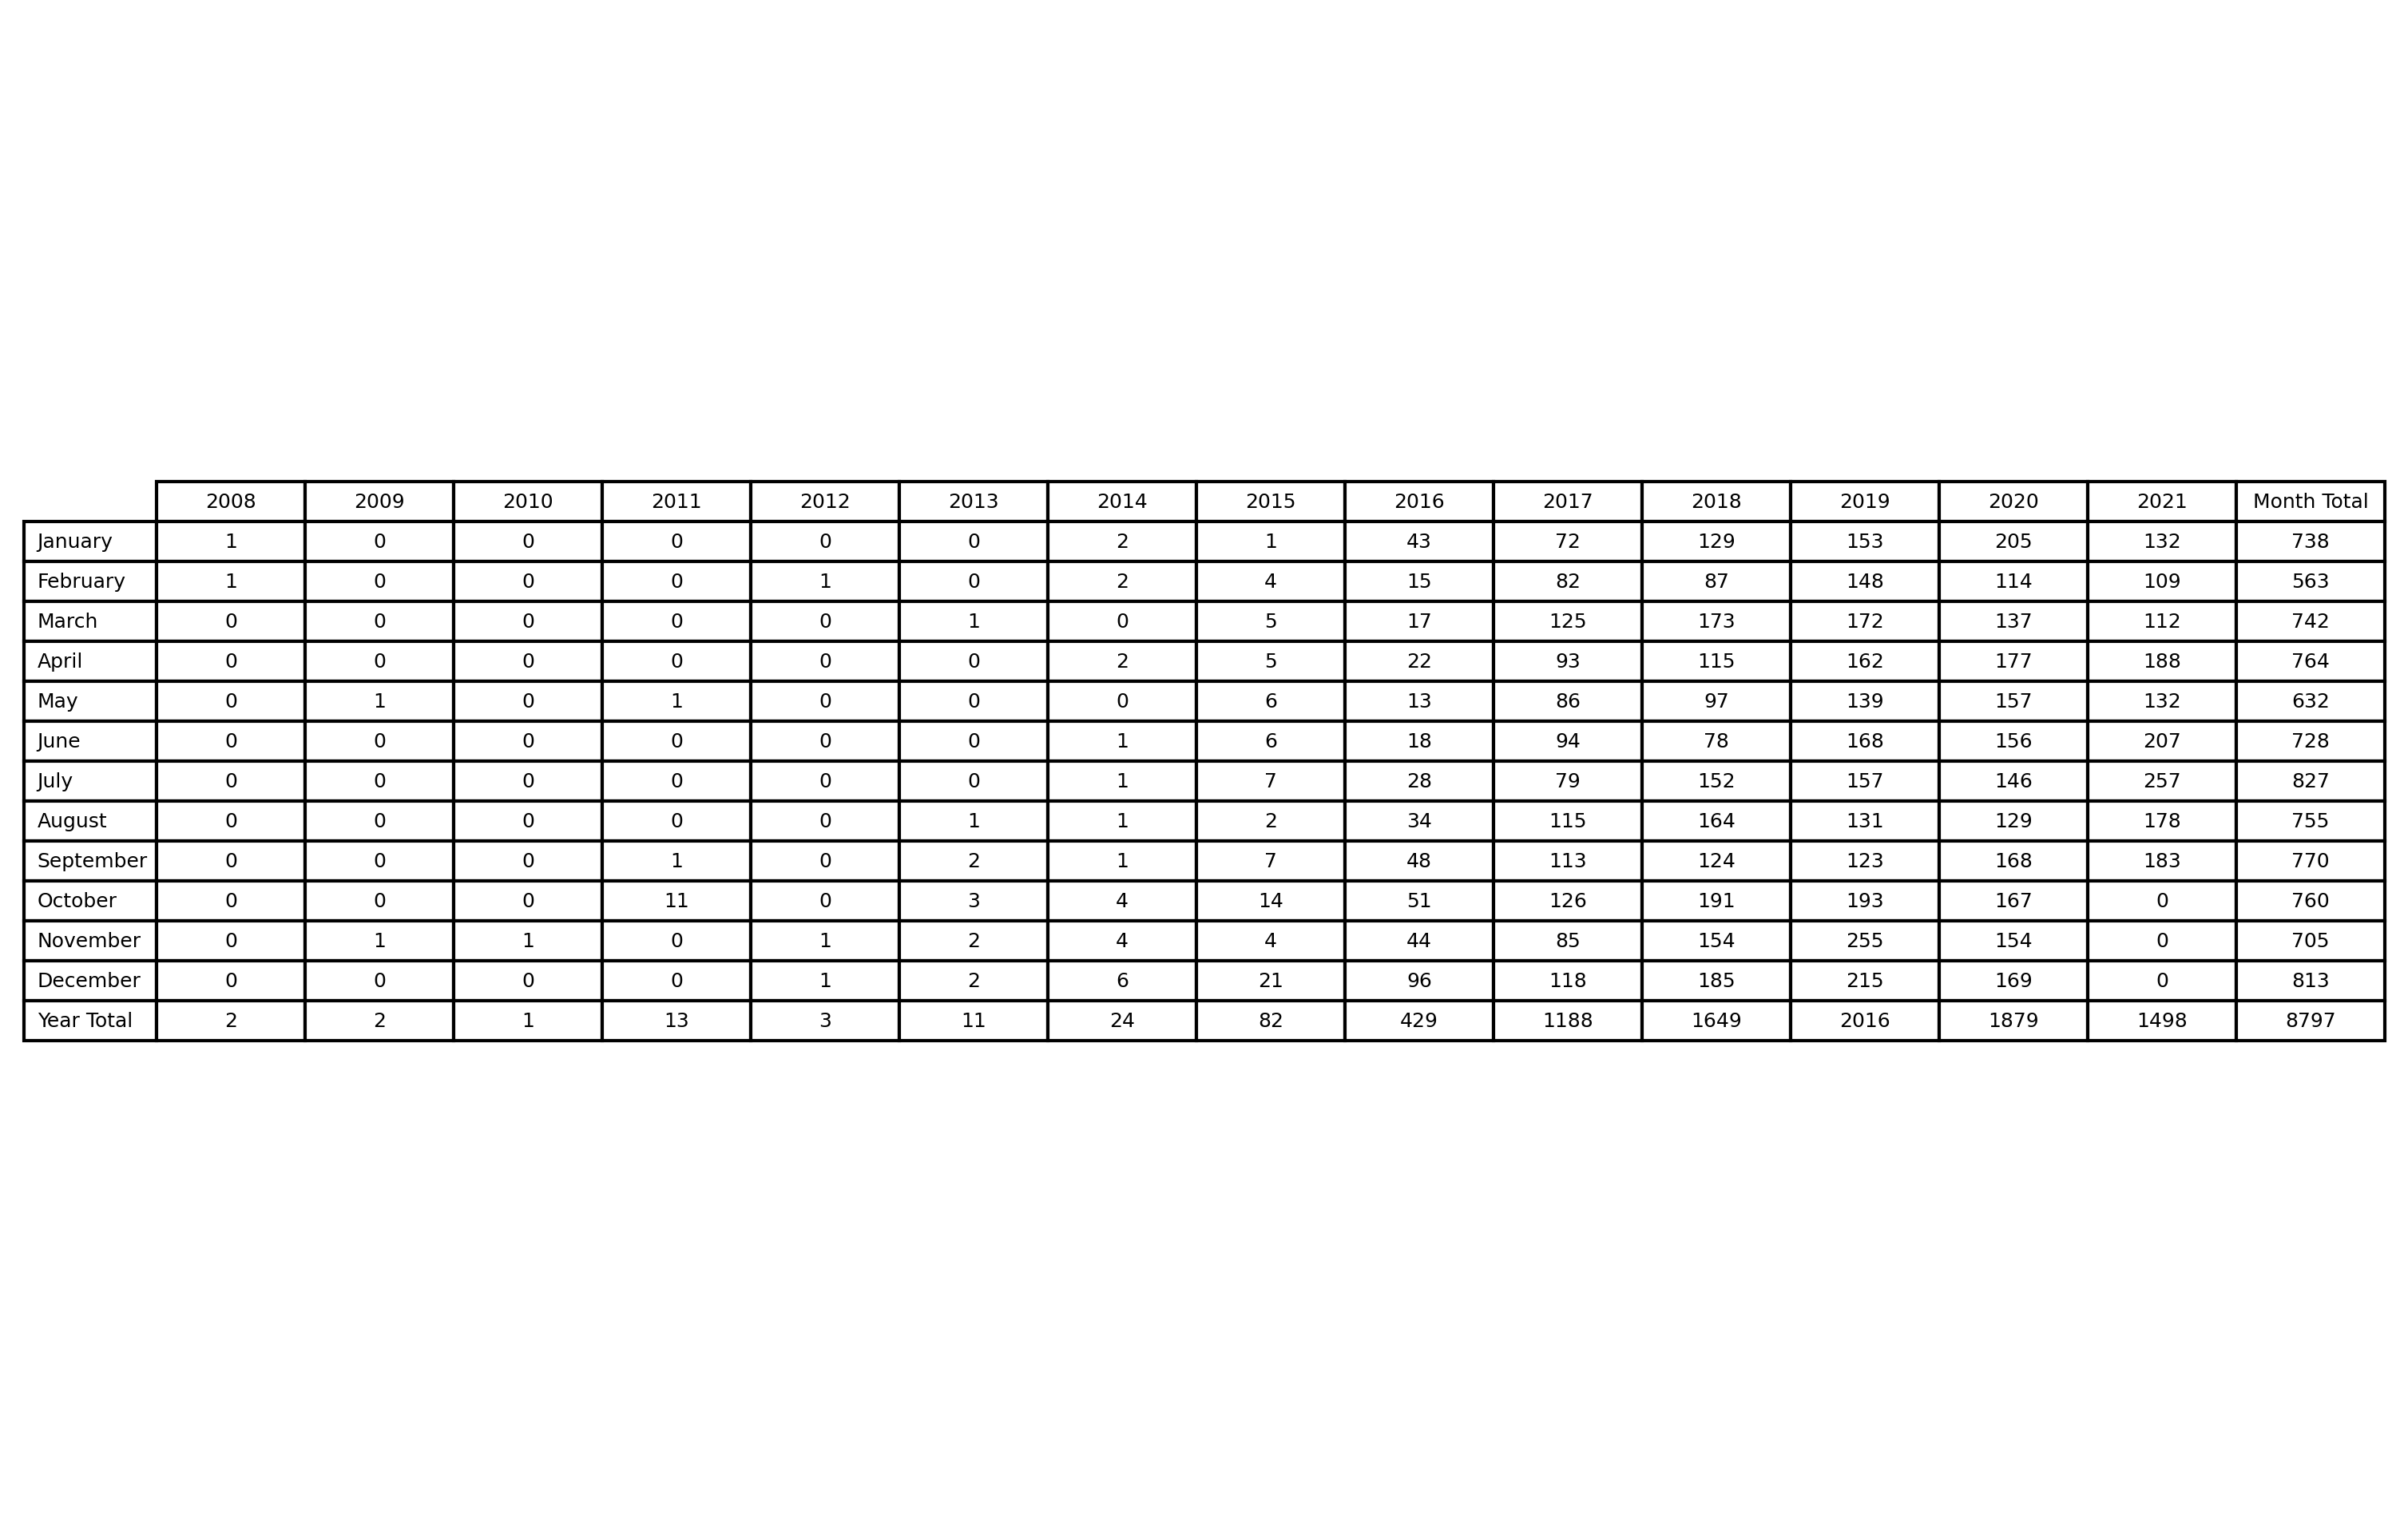 2008 2009 2010 2011 2012 2013 2014 2015 2016 2017 2018 2019 2020 2021 Month Total
January 1 0 0 0 0 0 2 1 43 72 129 153 205 132 738
February 1 0 0 0 1 0 2 4 15 82 87 148 114 109 563
March 0 0 0 0 0 1 0 5 17 125 173 172 137 112 742
April 0 0 0 0 0 0 2 5 22 93 115 162 177 188 764
May 0 1 0 1 0 0 0 6 13 86 97 139 157 132 632
June 0 0 0 0 0 0 1 6 18 94 78 168 156 207 728
July 0 0 0 0 0 0 1 7 28 79 152 157 146 257 827
August 0 0 0 0 0 1 1 2 34 115 164 131 129 178 755
September 0 0 0 1 0 2 1 7 48 113 124 123 168 183 770
October 0 0 0 11 0 3 4 14 51 126 191 193 167 0 760
November 0 1 1 0 1 2 4 4 44 85 154 255 154 0 705
December 0 0 0 0 1 2 6 21 96 118 185 215 169 0 813
Year Total 2 2 1 13 3 11 24 82 429 1188 1649 2016 1879 1498 8797